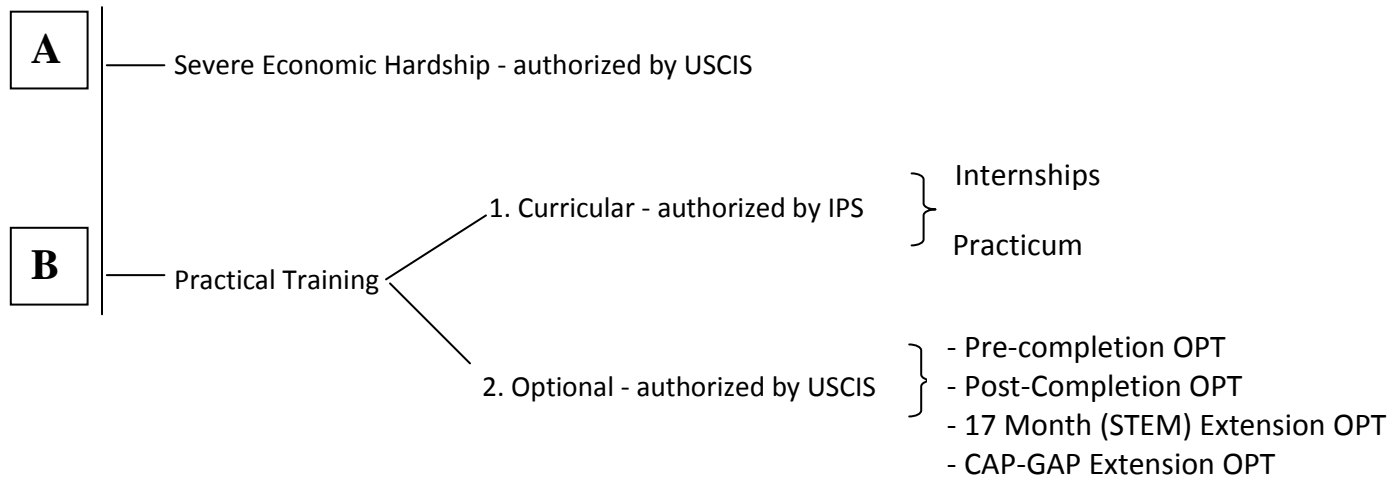 A
Severe Economic Hardship - authorized by USCIS
1. Curricular - authorized by IPS
Internships
Practicum
B
Practical Training
2. Optional - authorized by USCIS
- Pre-completion OPT
- Post-Completion OPT
- 17 Month (STEM) Extension OPT
- CAP-GAP Extension OPT